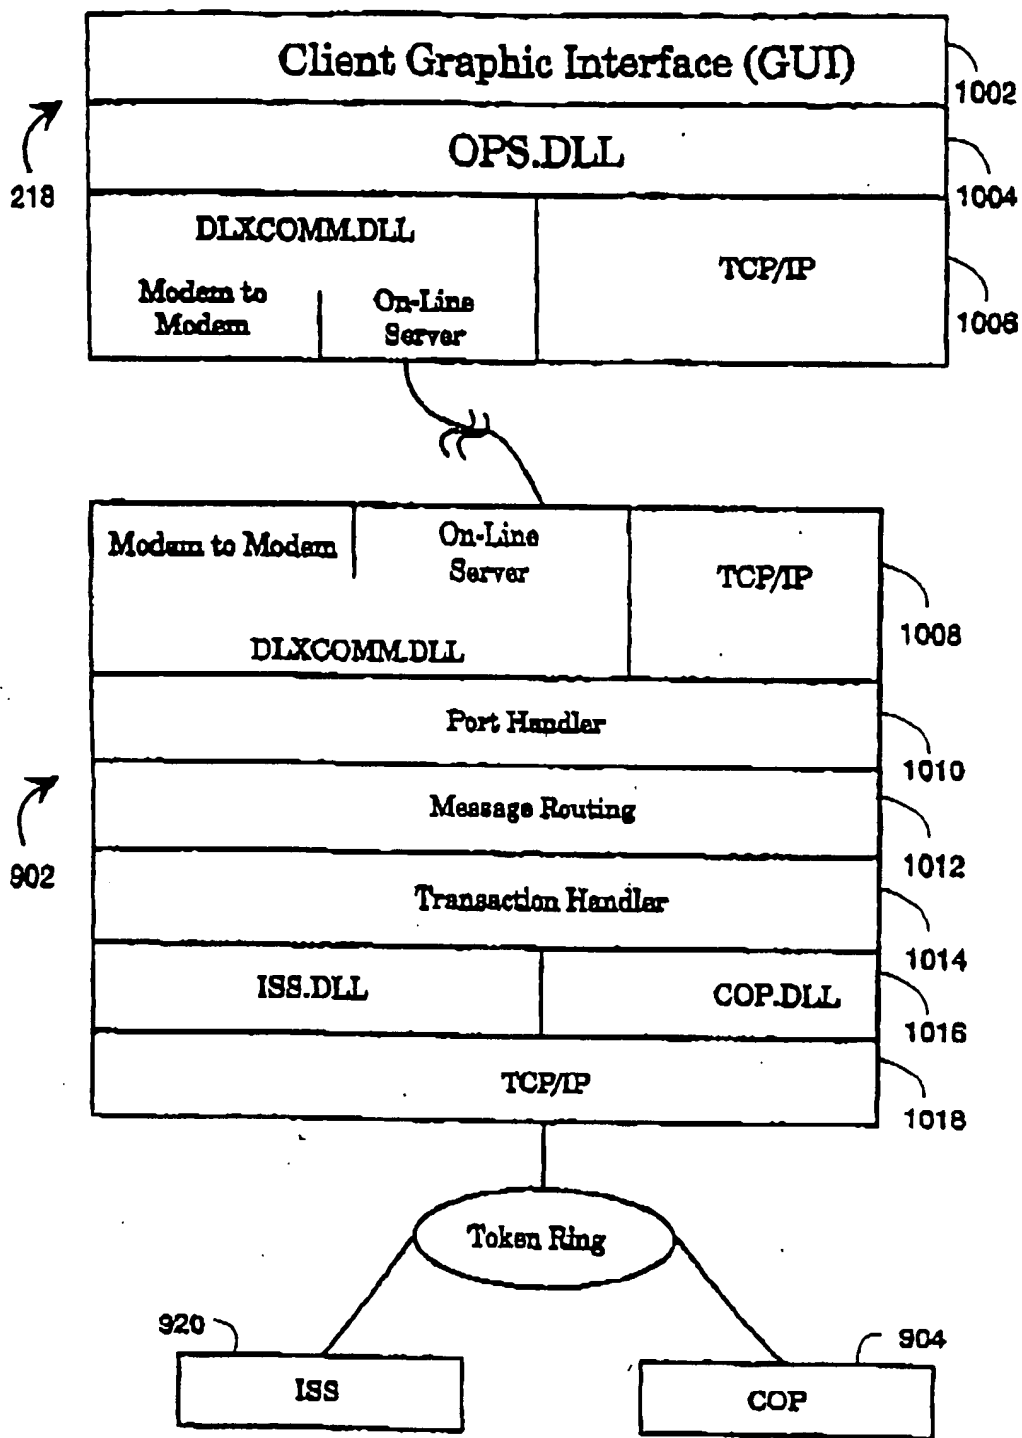 Client Graphic Interface (GUI)
1002
218
OPS.DLL
1004
DLXCOMM.DLL
TCP/IP
Modem to
Modem
On-Line
Server
1006
Modem to Modem
On-Line
Server
TCP/IP
1008
DLXCOMM.DLL
Port Handler
1010
902
Message Routing
1012
Transaction Handler
1014
ISS.DLL
COP.DLL
1016
TCP/IP
1018
Token Ring
920
904
ISS
COP